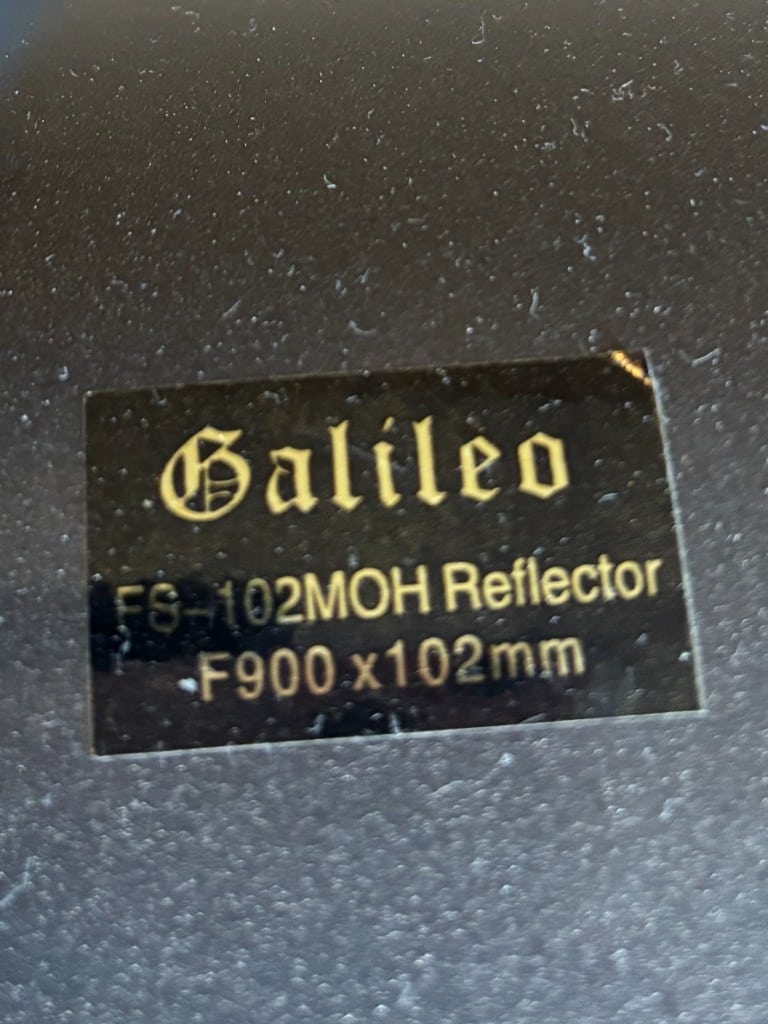 Galileo
FS-102MOH Reflector
F900 x102mm